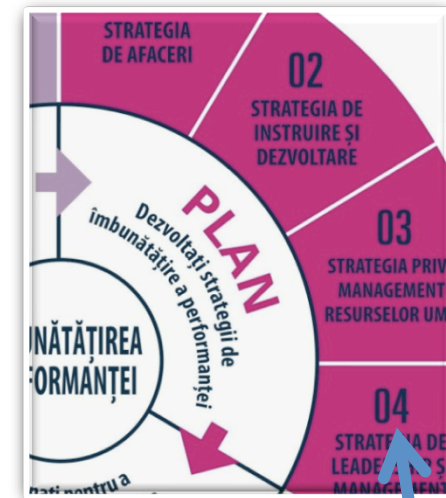 STRATEGIA
DE AFACERI
02
STRATEGIA DE
INSTRUIRE ȘI
DEZVOLTARE
PLAN
Dezvoltați strategii de
îmbunătățire a performanței
03
STRATEGIA PRIV
MANAGEMENT
RESURSELOR UM
UNĂTĂȚIREA
FORMANȚEI
04
DE
pentru a